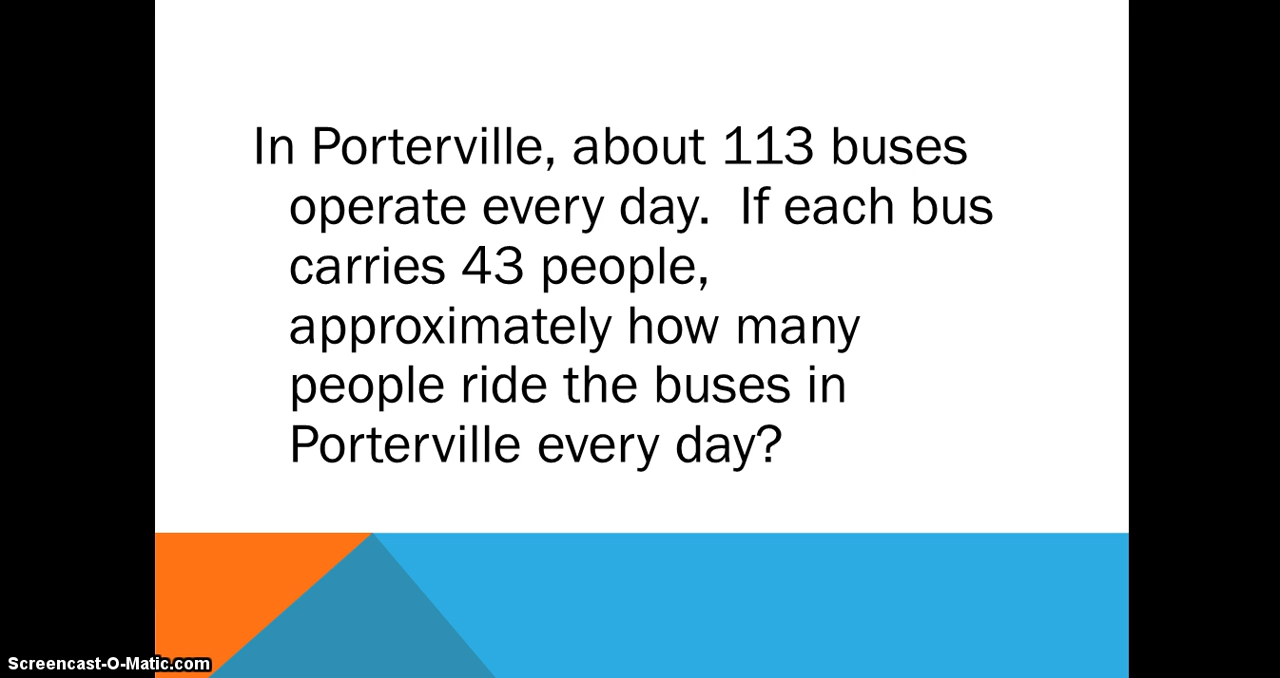 In Porterville, about 113 buses
operate every day.  If each bus
carries 43 people,
approximately how many
people ride the buses in
Porterville every day?
Screencast-O-Matic.com